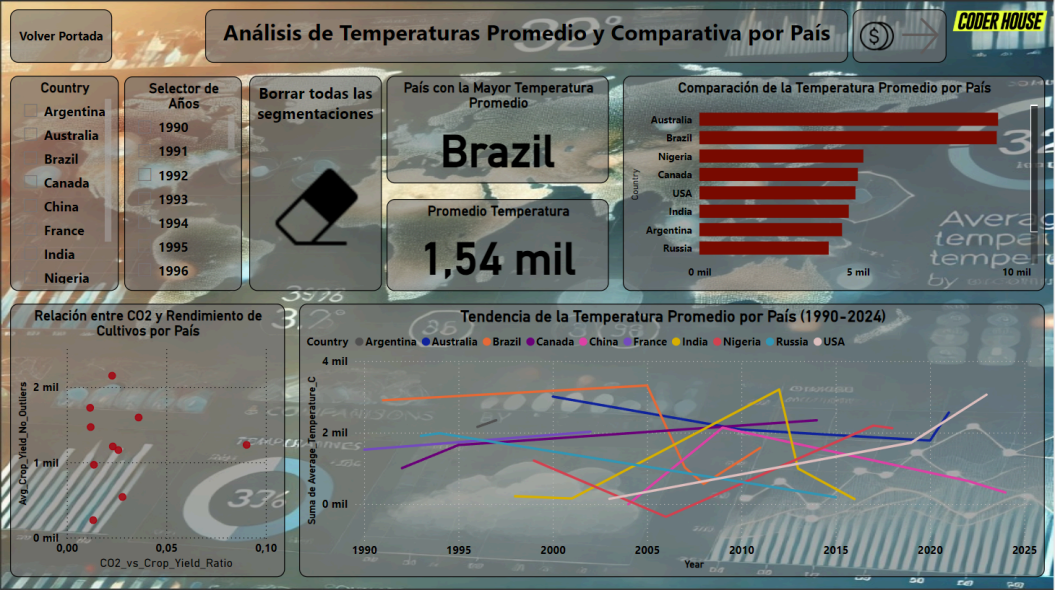 Volver Portada
Análisis de Temperaturas Promedio y Comparativa por País
CODER HOUSE
Country
Argentina
Australia
Brazil
Canada
China
France
India
Nigeria
Selector de
Años
1990
1991
1992
1993
1994
1995
1996
Borrar todas las
segmentaciones
País con la Mayor Temperatura
Promedio
Brazil
Promedio Temperatura
1,54 mil
Comparación de la Temperatura Promedio por País
Country
Australia
Brazil
Nigeria
Canada
USA
India
Argentina
Russia
0 mil
5 mil
10 mil
Relación entre CO2 y Rendimiento de
Cultivos por País
Avg_Crop_Yield_No_Outliers
2 mil
1 mil
0 mil
0,00
0,05
0,10
CO2_vs_Crop_Yield_Ratio
Tendencia de la Temperatura Promedio por País (1990-2024)
Country Argentina Australia Brazil Canada China France India Nigeria Russia USA
Suma de Average_Temperature_C
4 mil
2 mil
0 mil
1990
1995
2000
2005
2010
2015
2020
2025
Year
336